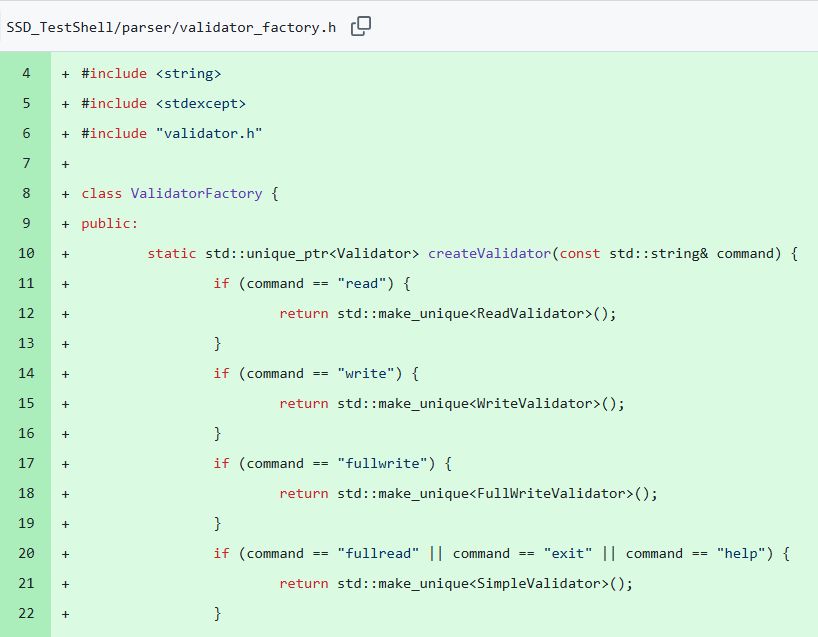 SSD_TestShell/parser/validator_factory.h
4 + #include <string>
5 + #include <stdexcept>
6 + #include "validator.h"
7 +
8 + class ValidatorFactory {
9 + public:
10 + static std::unique_ptr<Validator> createValidator(const std::string& command) {
11 + if (command == "read") {
12 + return std::make_unique<ReadValidator>();
13 + }
14 + if (command == "write") {
15 + return std::make_unique<WriteValidator>();
16 + }
17 + if (command == "fullwrite") {
18 + return std::make_unique<FullWriteValidator>();
19 + }
20 + if (command == "fullread" || command == "exit" || command == "help") {
21 + return std::make_unique<SimpleValidator>();
22 + }